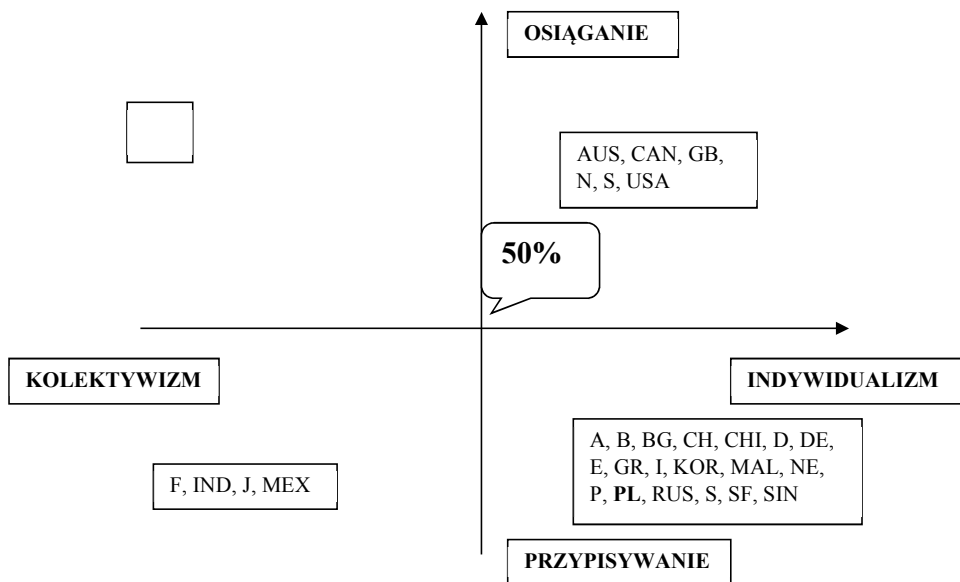 OSIĄGANIE
AUS, CAN, GB,
N, S, USA
50%
KOLEKTYWIZM
INDYWIDUALIZM
A, B, BG, CH, CHI, D, DE,
E, GR, I, KOR, MAL, NE,
P, PL, RUS, S, SF, SIN
F, IND, J, MEX
PRZYPISYWANIE